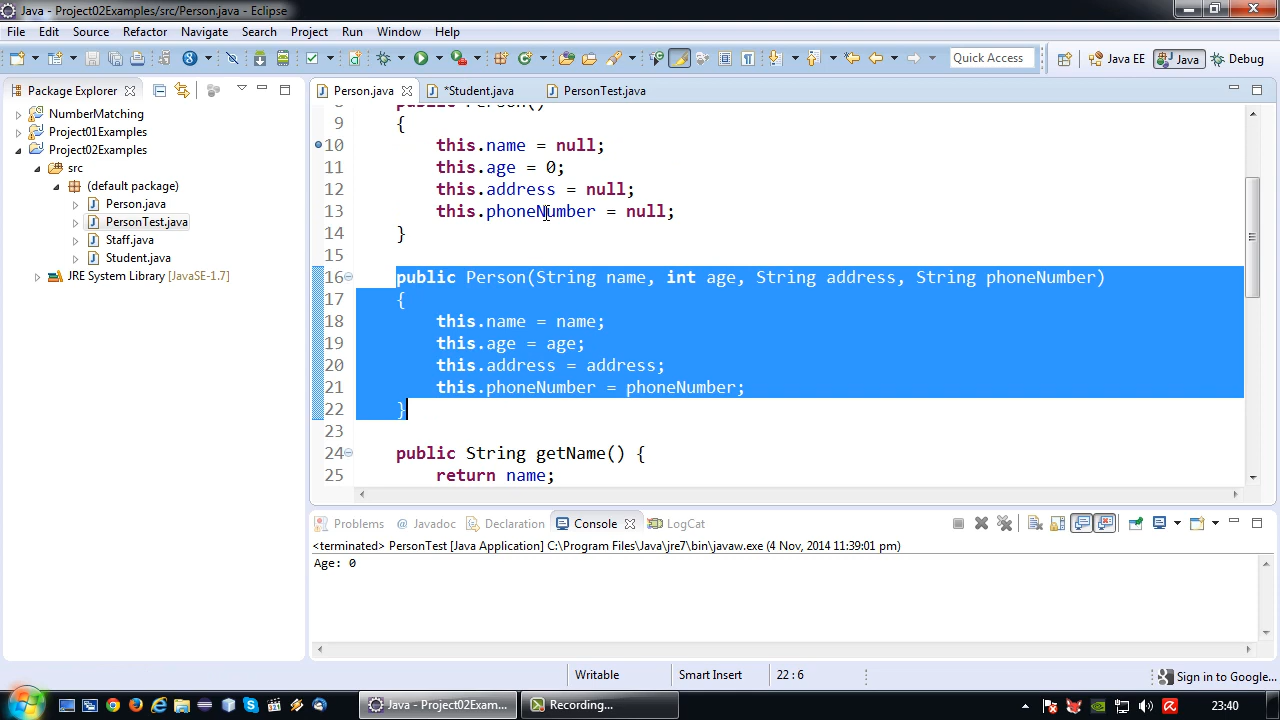 Java - Project02Examples/src/Person.java - Eclipse
File Edit Source Refactor Navigate Search Project Run Window Help
Quick Access Java EE Java Debug
Package Explorer
NumberMatching
Project01Examples
Project02Examples
src
(default package)
Person.java
PersonTest.java
Staff.java
Student.java
JRE System Library [JavaSE-1.7]
Person.java *Student.java PersonTest.java
8 public Person()
9 {
10 this.name = null;
11 this.age = 0;
12 this.address = null;
13 this.phoneNumber = null;
14 }
15
16 public Person(String name, int age, String address, String phoneNumber)
17 {
18 this.name = name;
19 this.age = age;
20 this.address = address;
21 this.phoneNumber = phoneNumber;
22 }
23
24 public String getName() {
25 return name;
Problems @ Javadoc Declaration Console LogCat
<terminated> PersonTest [Java Application] C:\Program Files\Java\jre7\bin\javaw.exe (4 Nov, 2014 11:39:01 pm)
Age: 0
Writable Smart Insert 22 : 6 Sign in to Google...
Java - Project02Exam... Recording... 23:40